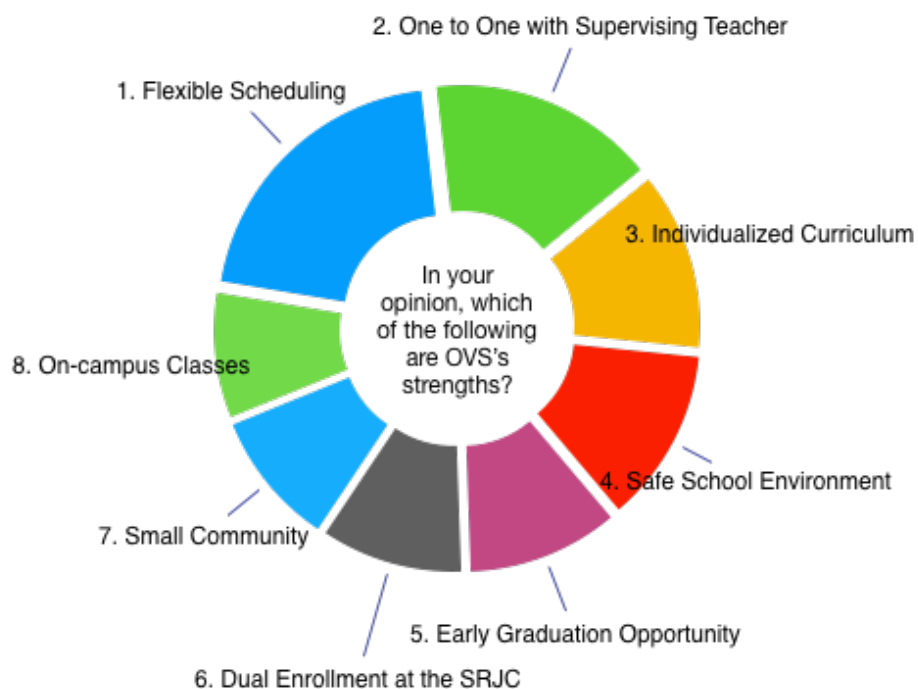 2. One to One with Supervising Teacher
1. Flexible Scheduling
3. Individualized Curriculum
In your
opinion, which
of the following
are OVS's
strengths?
8. On-campus Classes
4. Safe School Environment
7. Small Community
5. Early Graduation Opportunity
6. Dual Enrollment at the SRJC